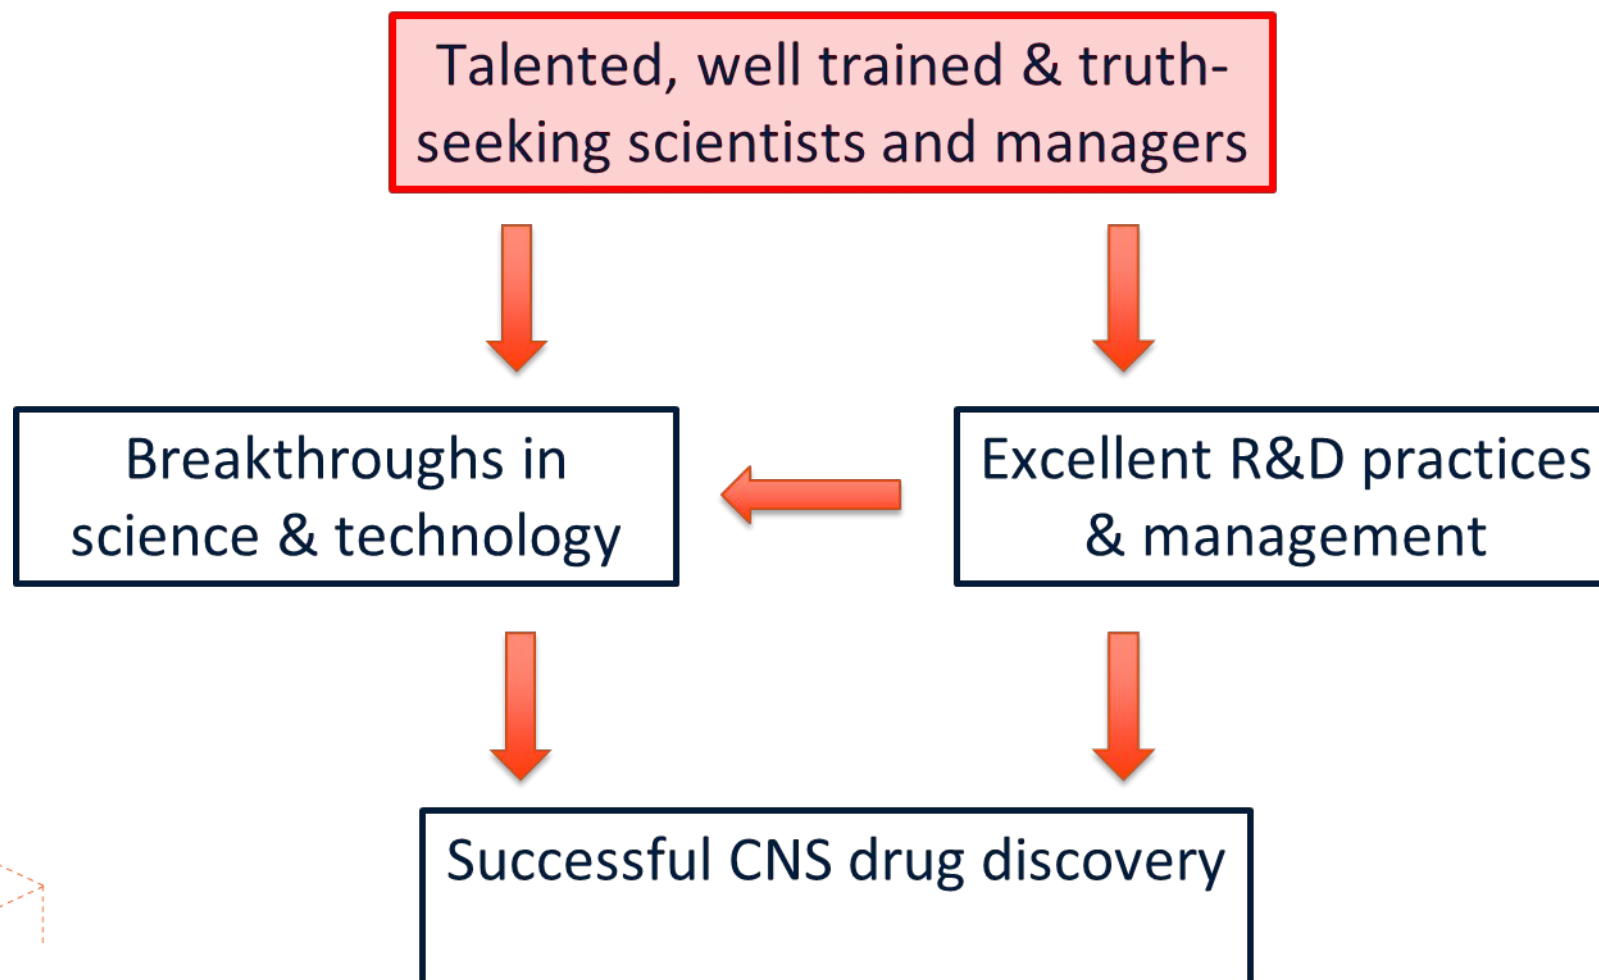 Talented, well trained & truth-
seeking scientists and managers
Breakthroughs in
science & technology
Excellent R&D practices
& management
Successful CNS drug discovery